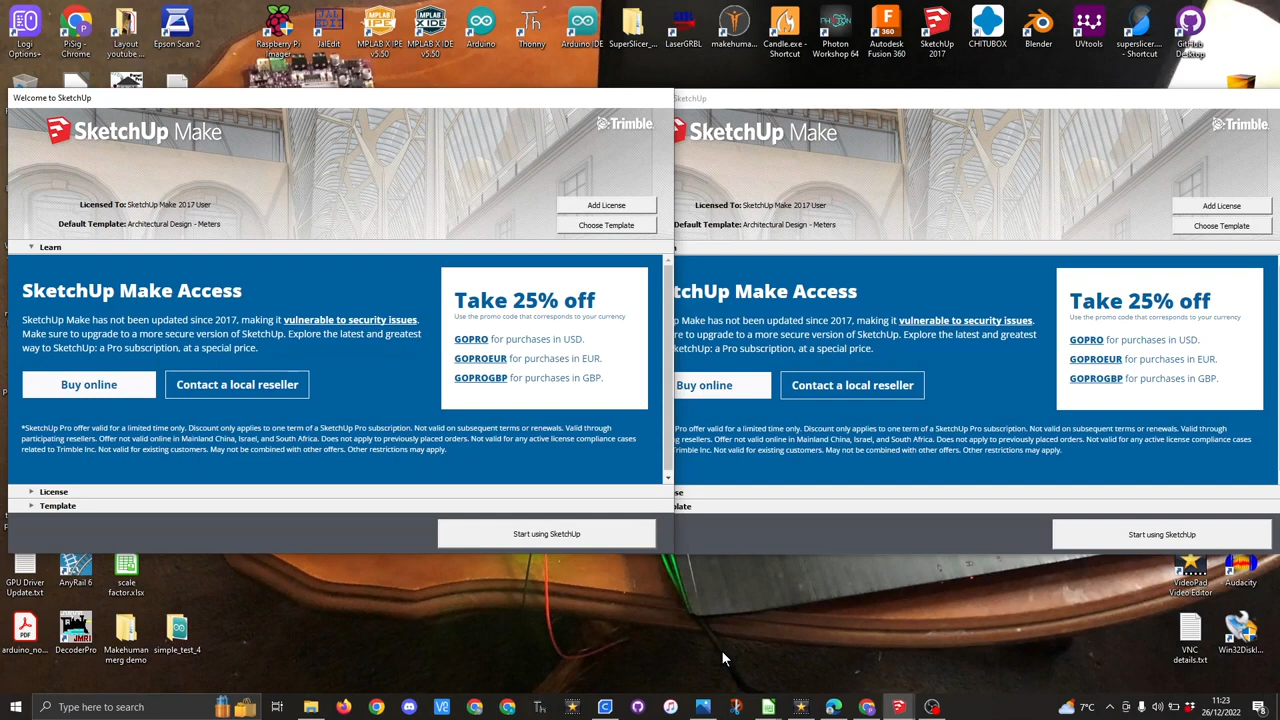 Logi Options+
PiSig - Chrome
Layout youtube...
Epson Scan 2
Raspberry Pi Imager
JalEdit
MPLAB X IPE v5.50
MPLAB X IDE v5.50
Arduino
Thonny
Arduino IDE
SuperSlicer_...
LaserGRBL
makehuma...
Candle.exe - Shortcut
Photon Workshop 64
Autodesk Fusion 360
SketchUp 2017
CHITUBOX
Blender
UVtools
superslicer.... - Shortcut
GitHub Desktop
Welcome to SketchUp
SketchUp Make
Trimble
Licensed To: SketchUp Make 2017 User
Add License
Default Template: Architectural Design - Meters
Choose Template
Learn
SketchUp Make Access
SketchUp Make has not been updated since 2017, making it vulnerable to security issues.
Make sure to upgrade to a more secure version of SketchUp. Explore the latest and greatest
way to SketchUp: a Pro subscription, at a special price.
Buy online
Contact a local reseller
Take 25% off
Use the promo code that corresponds to your currency
GOPRO for purchases in USD.
GOPROEUR for purchases in EUR.
GOPROGBP for purchases in GBP.
*SketchUp Pro offer valid for a limited time only. Discount only applies to one term of a SketchUp Pro subscription. Not valid on subsequent terms or renewals. Valid through
participating resellers. Offer not valid online in Mainland China, Israel, and South Africa. Does not apply to previously placed orders. Not valid for any active license compliance cases
related to Trimble Inc. Not valid for existing customers. May not be combined with other offers. Other restrictions may apply.
License
Template
Start using SketchUp
SketchUp
SketchUp Make
Trimble
Licensed To: SketchUp Make 2017 User
Add License
Default Template: Architectural Design - Meters
Choose Template
n
tchUp Make Access
p Make has not been updated since 2017, making it vulnerable to security issues.
re to upgrade to a more secure version of SketchUp. Explore the latest and greatest
ketchUp: a Pro subscription, at a special price.
Buy online
Contact a local reseller
Take 25% off
Use the promo code that corresponds to your currency
GOPRO for purchases in USD.
GOPROEUR for purchases in EUR.
GOPROGBP for purchases in GBP.
Pro offer valid for a limited time only. Discount only applies to one term of a SketchUp Pro subscription. Not valid on subsequent terms or renewals. Valid through
g resellers. Offer not valid online in Mainland China, Israel, and South Africa. Does not apply to previously placed orders. Not valid for any active license compliance cases
Trimble Inc. Not valid for existing customers. May not be combined with other offers. Other restrictions may apply.
se
plate
Start using SketchUp
GPU Driver Update.txt
AnyRail 6
scale factor.xlsx
VideoPad Video Editor
Audacity
arduino_no...
DecoderPro
Makehuman merg demo
simple_test_4
VNC details.txt
Win32Diskl...
Type here to search
7°C
11:23
26/12/2022